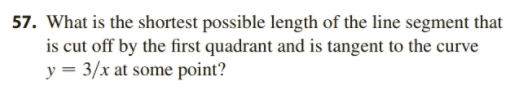 57. What is the shortest possible length of the line segment that
is cut off by the first quadrant and is tangent to the curve
y = 3/x at some point?